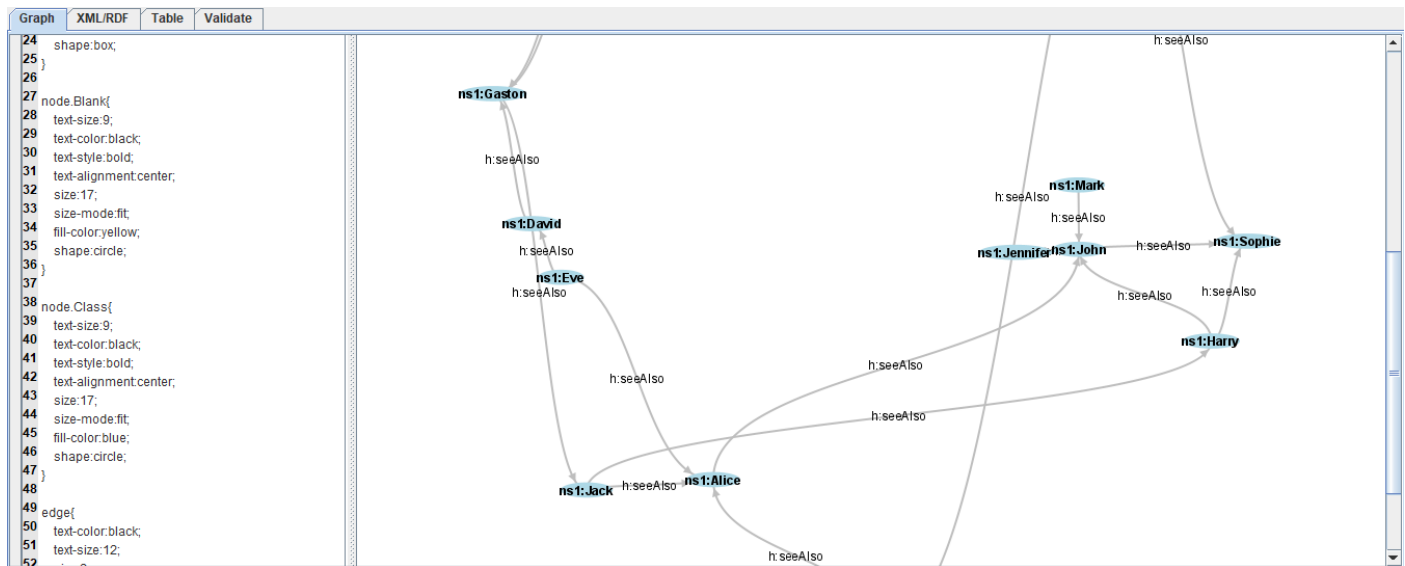 Graph XML/RDF Table Validate
24 shape:box;
25 }
26
27 node.Blank{
28 text-size:9;
29 text-color:black;
30 text-style:bold;
31 text-alignment:center;
32 size:17;
33 size-mode:fit;
34 fill-color:yellow;
35 shape:circle;
36 }
37
38 node.Class{
39 text-size:9;
40 text-color:black;
41 text-style:bold;
42 text-alignment:center;
43 size:17;
44 size-mode:fit;
45 fill-color:blue;
46 shape:circle;
47 }
48
49 edge{
50 text-color:black;
51 text-size:12;
52
h:seeAlso
ns1:Gaston
h:seeAlso
ns1:Mark
h:seeAlso
h:seeAlso
ns1:David
h:seeAlso
ns1:Jennifer
ns1:John
h:seeAlso
ns1:Sophie
ns1:Eve
h:seeAlso
h:seeAlso
h:seeAlso
ns1:Harry
h:seeAlso
h:seeAlso
h:seeAlso
ns1:Jack
h:seeAlso
ns1:Alice
h:seeAlso